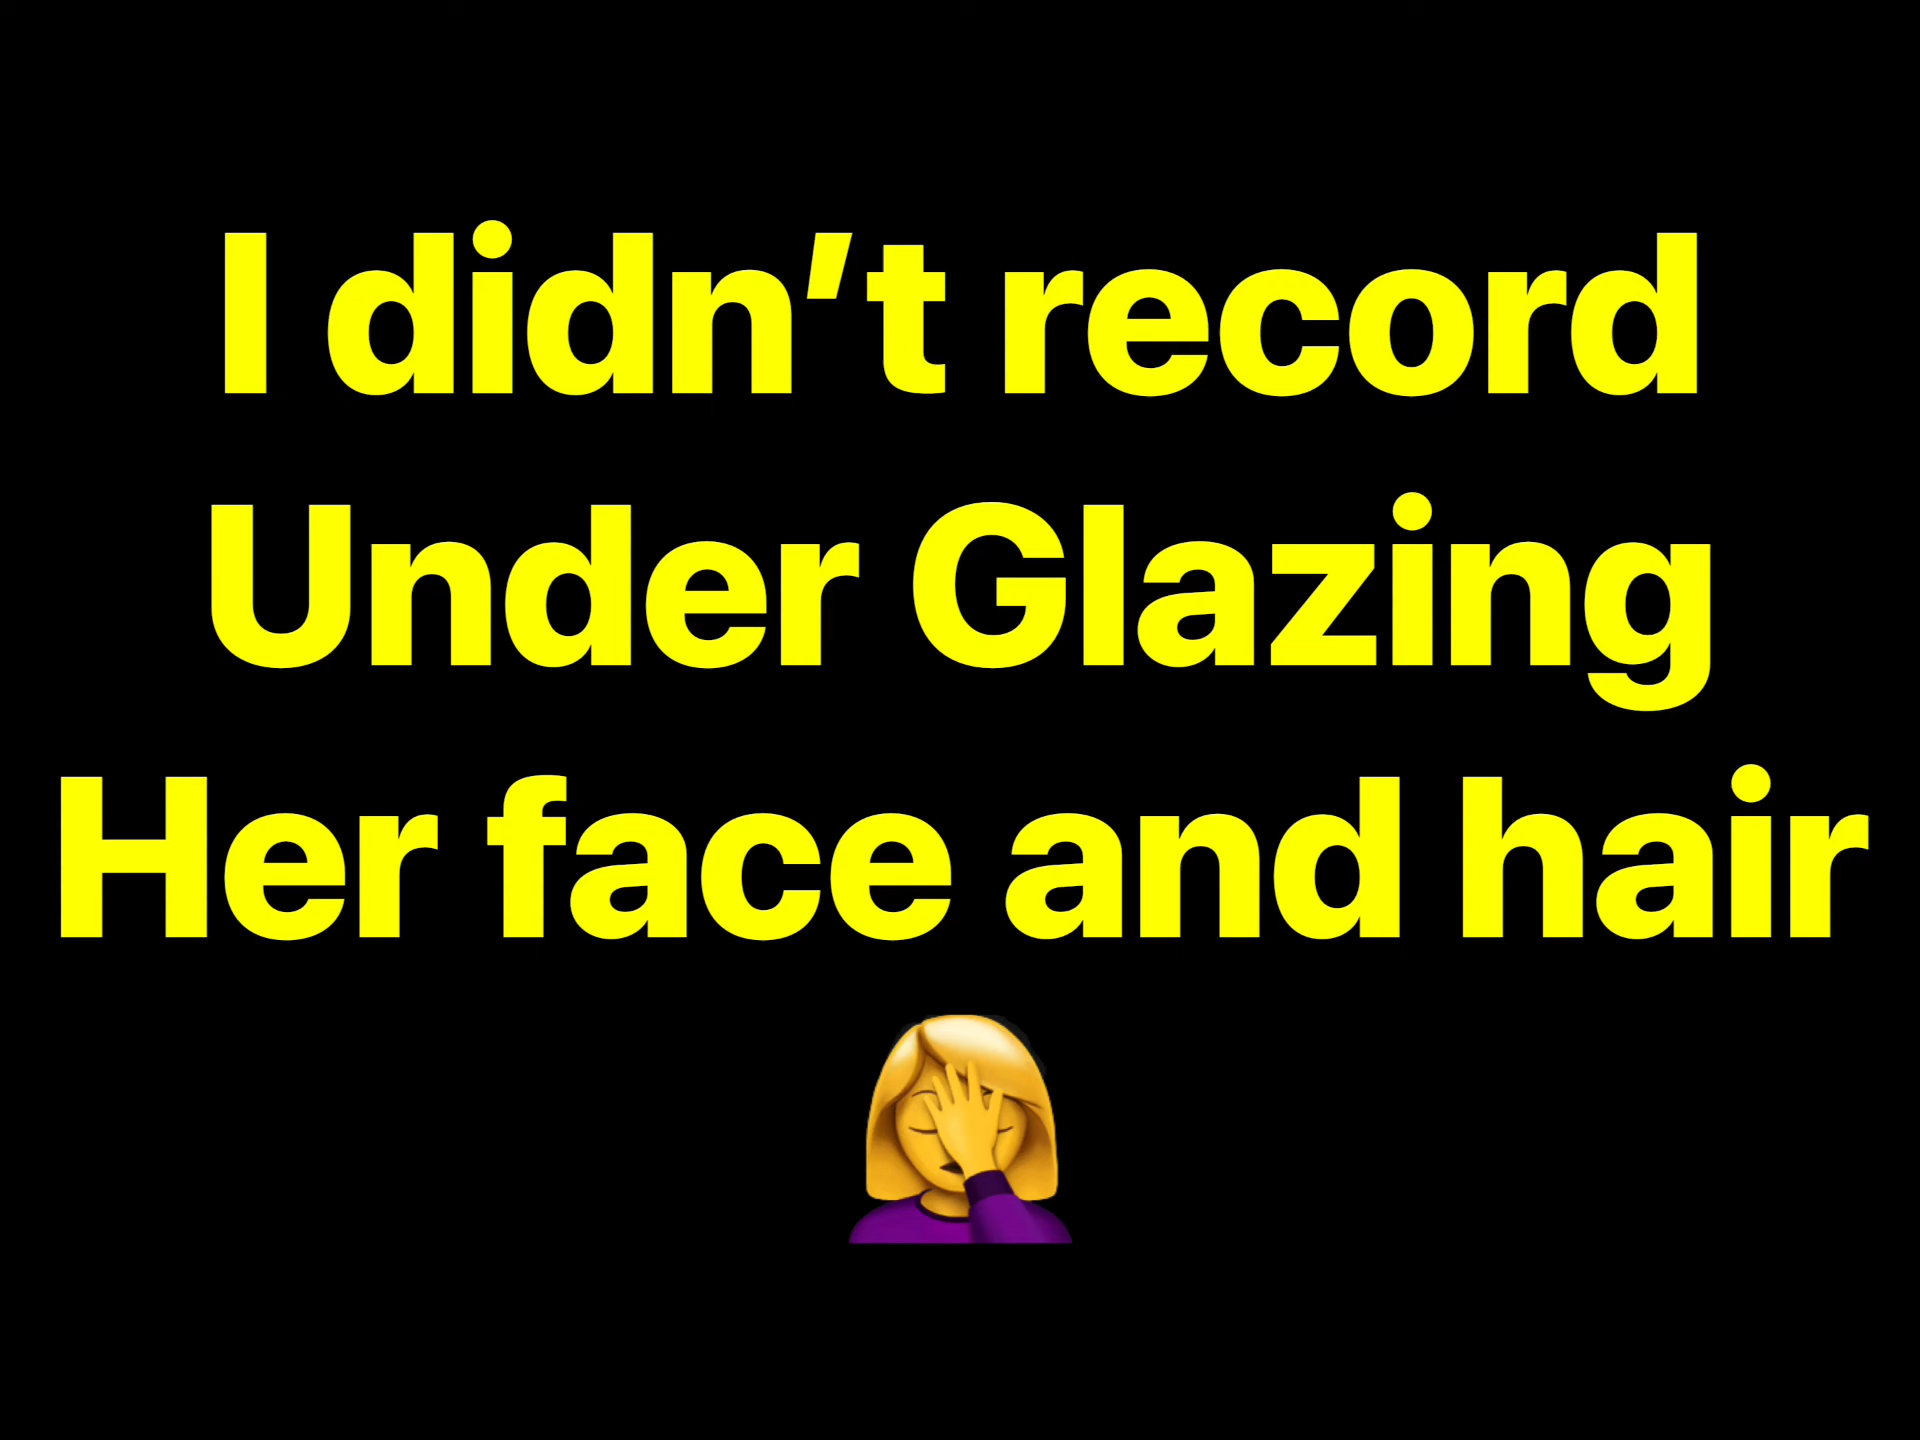 I didn’t record
Under Glazing
Her face and hair
🤦‍♀️